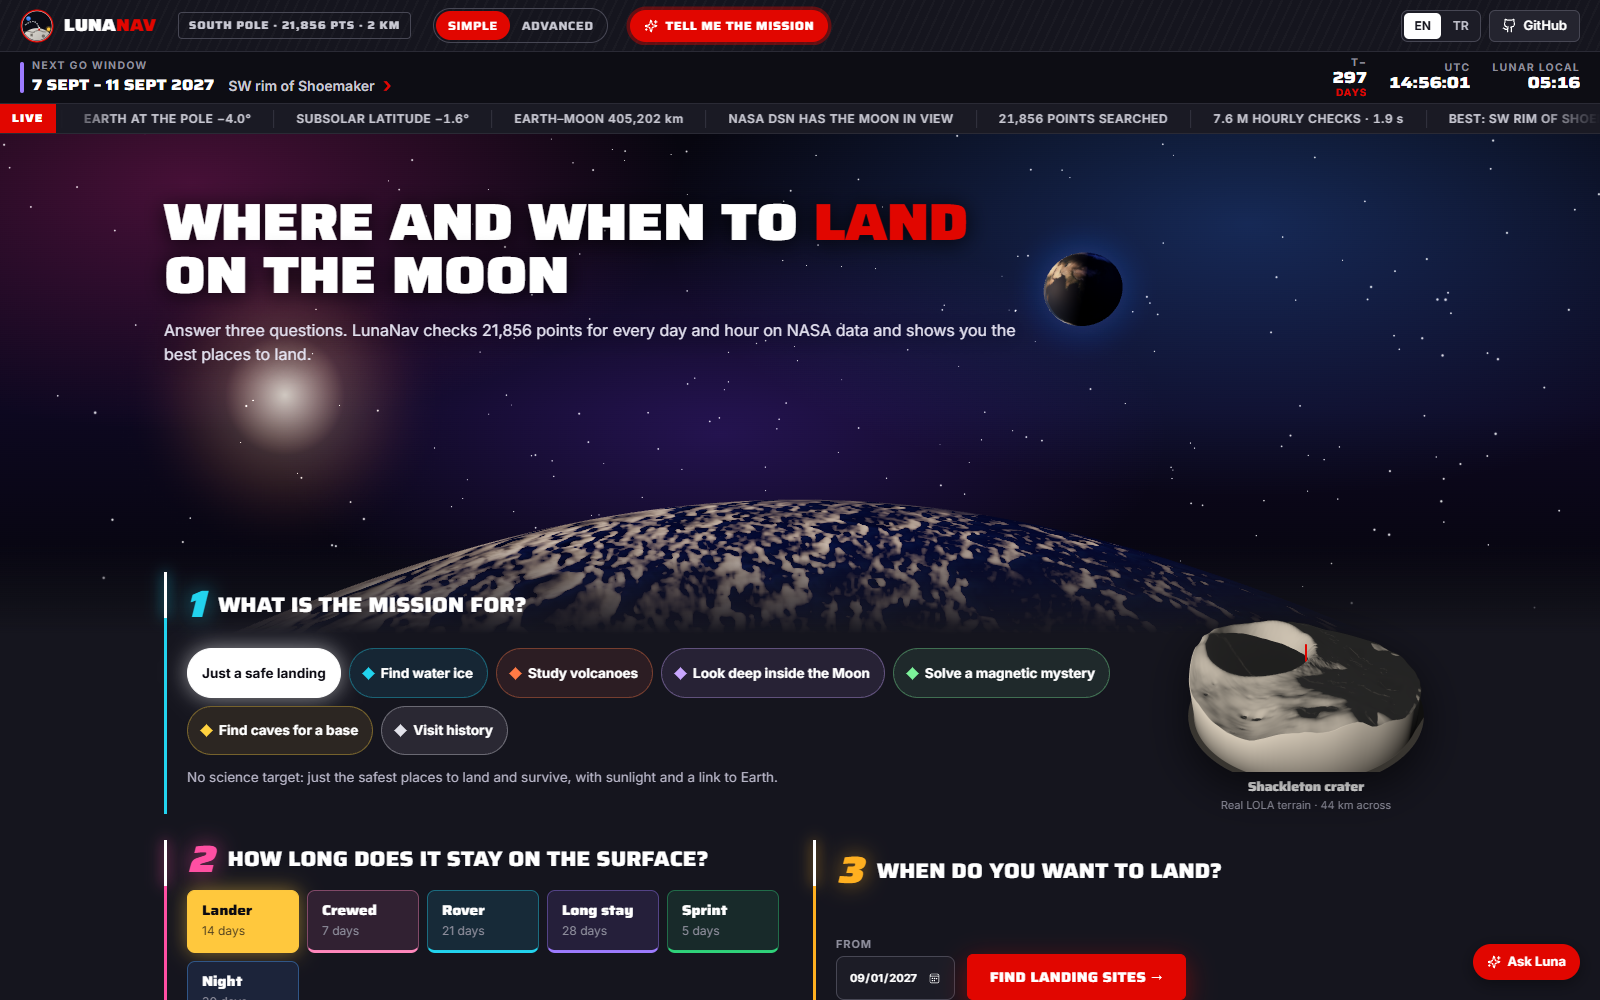 LUNANAV
SOUTH POLE · 21,856 PTS · 2 KM
SIMPLE
ADVANCED
TELL ME THE MISSION
EN
TR
GitHub
NEXT GO WINDOW
7 SEPT – 11 SEPT 2027
SW rim of Shoemaker
T−
297
DAYS
UTC
14:56:01
LUNAR LOCAL
05:16
LIVE
EARTH AT THE POLE −4.0°
SUBSOLAR LATITUDE −1.6°
EARTH–MOON 405,202 km
NASA DSN HAS THE MOON IN VIEW
21,856 POINTS SEARCHED
7.6 M HOURLY CHECKS · 1.9 s
BEST: SW RIM OF SHOE
WHERE AND WHEN TO LAND
ON THE MOON
Answer three questions. LunaNav checks 21,856 points for every day and hour on NASA data and shows you the
best places to land.
1 WHAT IS THE MISSION FOR?
Just a safe landing
Find water ice
Study volcanoes
Look deep inside the Moon
Solve a magnetic mystery
Find caves for a base
Visit history
No science target: just the safest places to land and survive, with sunlight and a link to Earth.
Shackleton crater
Real LOLA terrain · 44 km across
2 HOW LONG DOES IT STAY ON THE SURFACE?
Lander
14 days
Crewed
7 days
Rover
21 days
Long stay
28 days
Sprint
5 days
Night
3 WHEN DO YOU WANT TO LAND?
FROM
09/01/2027
FIND LANDING SITES →
Ask Luna